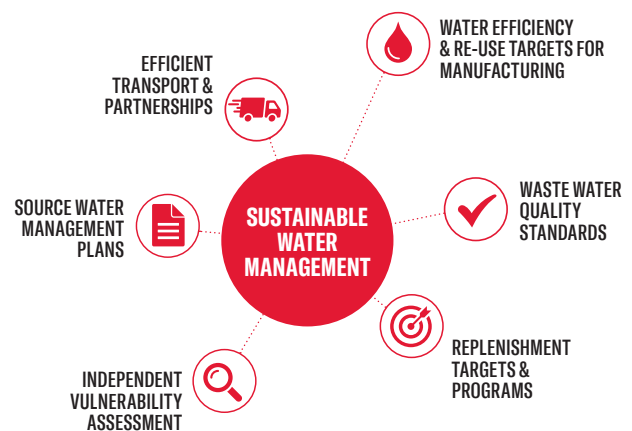 WATER EFFICIENCY
& RE-USE TARGETS FOR
MANUFACTURING
EFFICIENT
TRANSPORT &
PARTNERSHIPS
WASTE WATER
QUALITY
STANDARDS
SOURCE WATER
MANAGEMENT
PLANS
SUSTAINABLE
WATER
MANAGEMENT
REPLENISHMENT
TARGETS &
PROGRAMS
INDEPENDENT
VULNERABILITY
ASSESSMENT